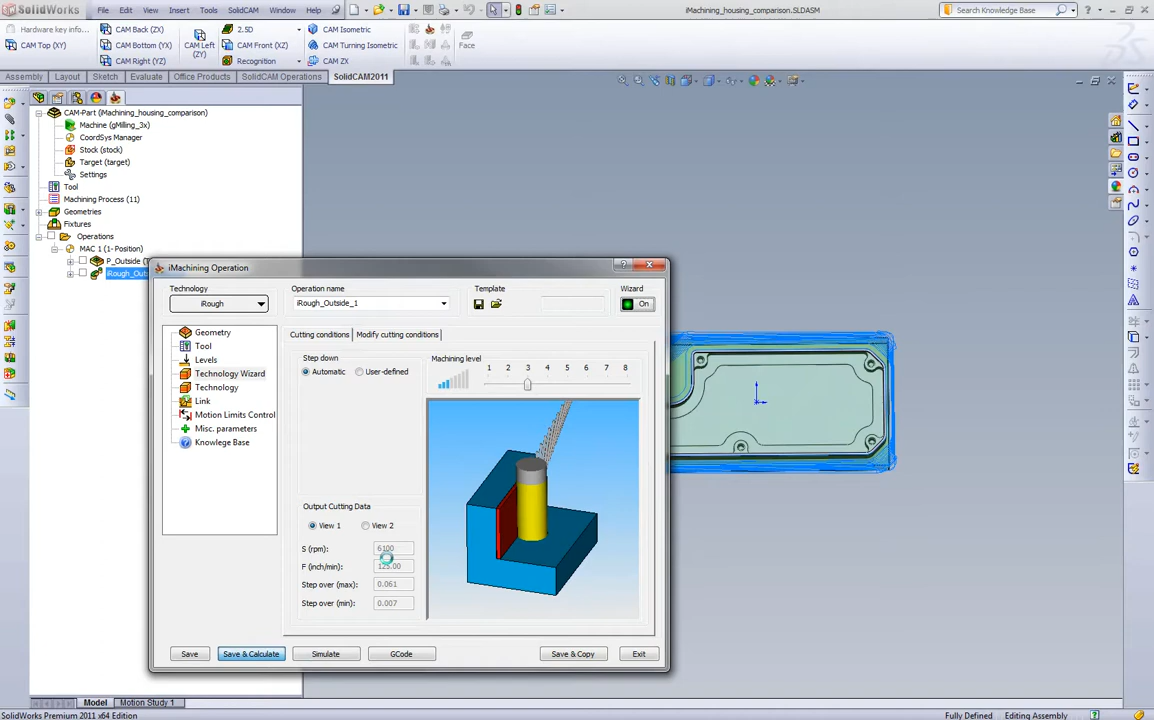 SolidWorks File Edit View Insert Tools SolidCAM Window Help iMachining_housing_comparison.SLDASM Search Knowledge Base
Hardware key info... CAM Back (ZX) 2.5D CAM Isometric
CAM Top (XY) CAM Bottom (YX) CAM Left (ZY) CAM Front (XZ) CAM Turning Isometric Face
CAM Right (YZ) Recognition CAM ZX
Assembly Layout Sketch Evaluate Office Products SolidCAM Operations SolidCAM2011
CAM-Part (iMachining_housing_comparison)
Machine (gMilling_3x)
CoordSys Manager
Stock (stock)
Target (target)
Settings
Tool
Machining Process (11)
Geometries
Fixtures
Operations
MAC 1 (1- Position)
P_Outside (T
iRough_Out
iMachining Operation
Technology Operation name Template Wizard
iRough iRough_Outside_1 On
Geometry
Tool
Levels
Technology Wizard
Technology
Link
Motion Limits Control
Misc. parameters
Knowlege Base
Cutting conditions Modify cutting conditions
Step down
Automatic User-defined
Machining level
1 2 3 4 5 6 7 8
Output Cutting Data
View 1 View 2
S (rpm): 6100
F (inch/min): 125.00
Step over (max): 0.061
Step over (min): 0.007
Save Save & Calculate Simulate GCode Save & Copy Exit
Model Motion Study 1
SolidWorks Premium 2011 x64 Edition Fully Defined Editing Assembly